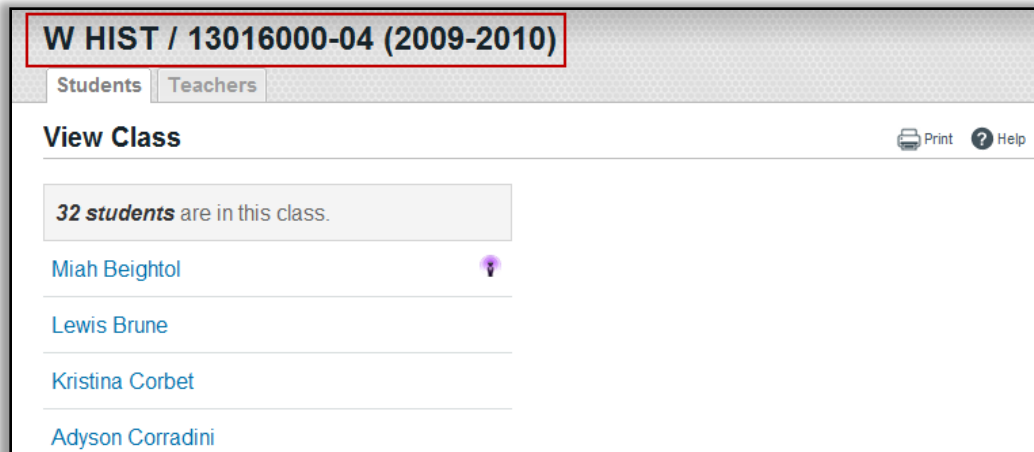 W HIST / 13016000-04 (2009-2010)
Students Teachers
View Class
Print ? Help
32 students are in this class.
Miah Beightol
Lewis Brune
Kristina Corbet
Adyson Corradini